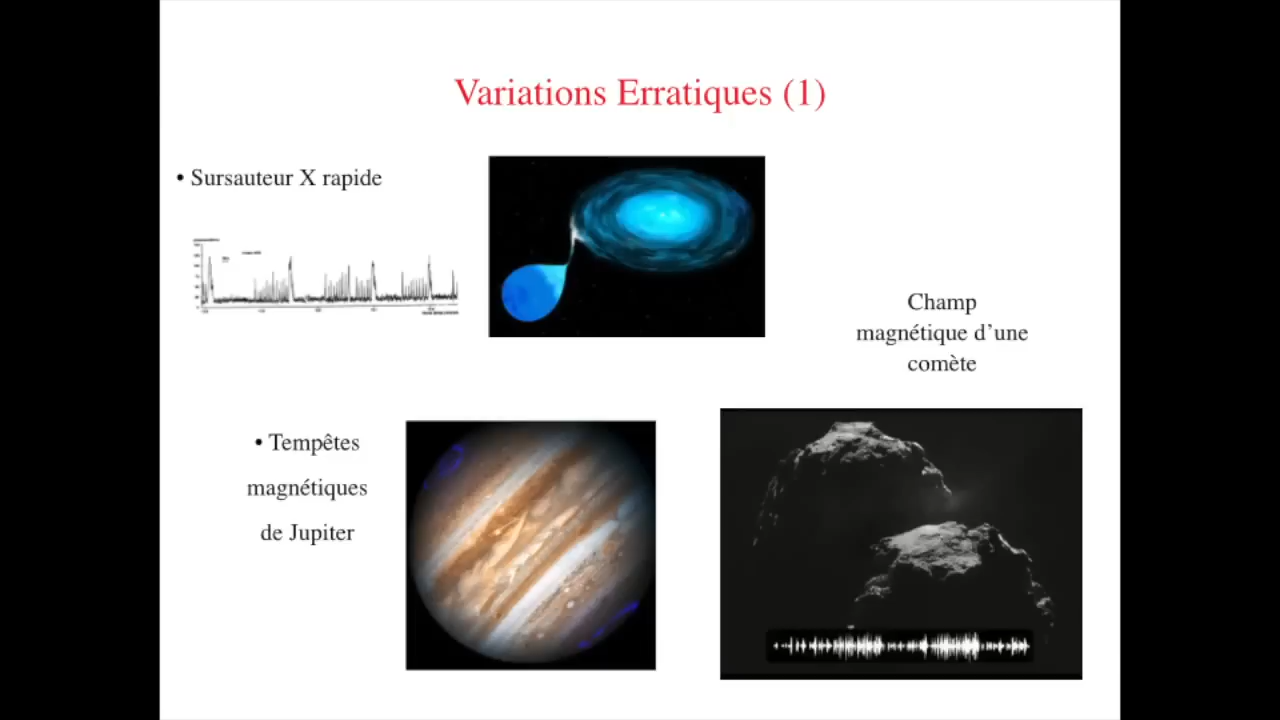 Variations Erratiques (1)
• Sursauteur X rapide
Champ
magnétique d'une
comète
• Tempêtes
magnétiques
de Jupiter